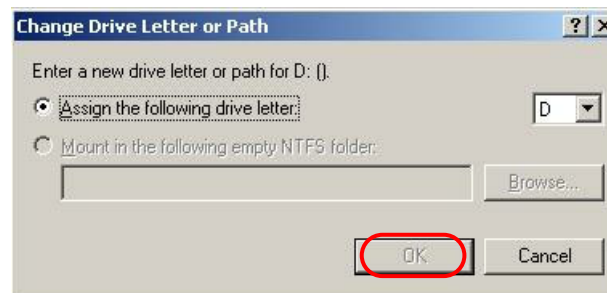 Change Drive Letter or Path
Enter a new drive letter or path for D: ().
Assign the following drive letter:
D
Mount in the following empty NTFS folder:
Browse...
OK
Cancel